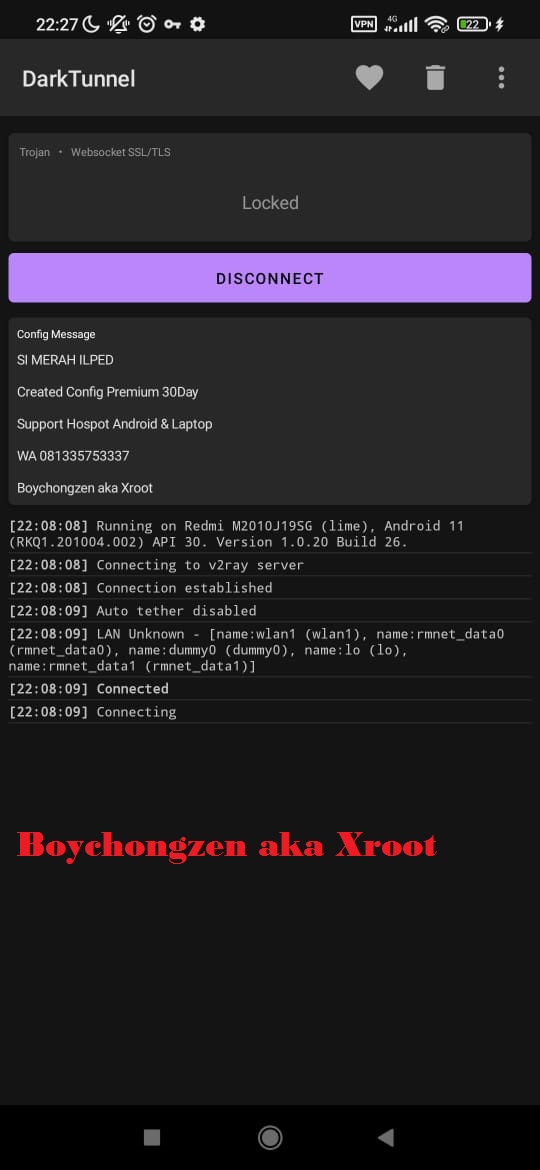 22:27 VPN 4G 22
DarkTunnel
Trojan • Websocket SSL/TLS
Locked
DISCONNECT
Config Message
SI MERAH ILPED
Created Config Premium 30Day
Support Hospot Android & Laptop
WA 081335753337
Boychongzen aka Xroot
[22:08:08] Running on Redmi M2010J19SG (lime), Android 11
(RKQ1.201004.002) API 30. Version 1.0.20 Build 26.
[22:08:08] Connecting to v2ray server
[22:08:08] Connection established
[22:08:09] Auto tether disabled
[22:08:09] LAN Unknown - [name:wlan1 (wlan1), name:rmnet_data0
(rmnet_data0), name:dummy0 (dummy0), name:lo (lo),
name:rmnet_data1 (rmnet_data1)]
[22:08:09] Connected
[22:08:09] Connecting
Boychongzen aka Xroot